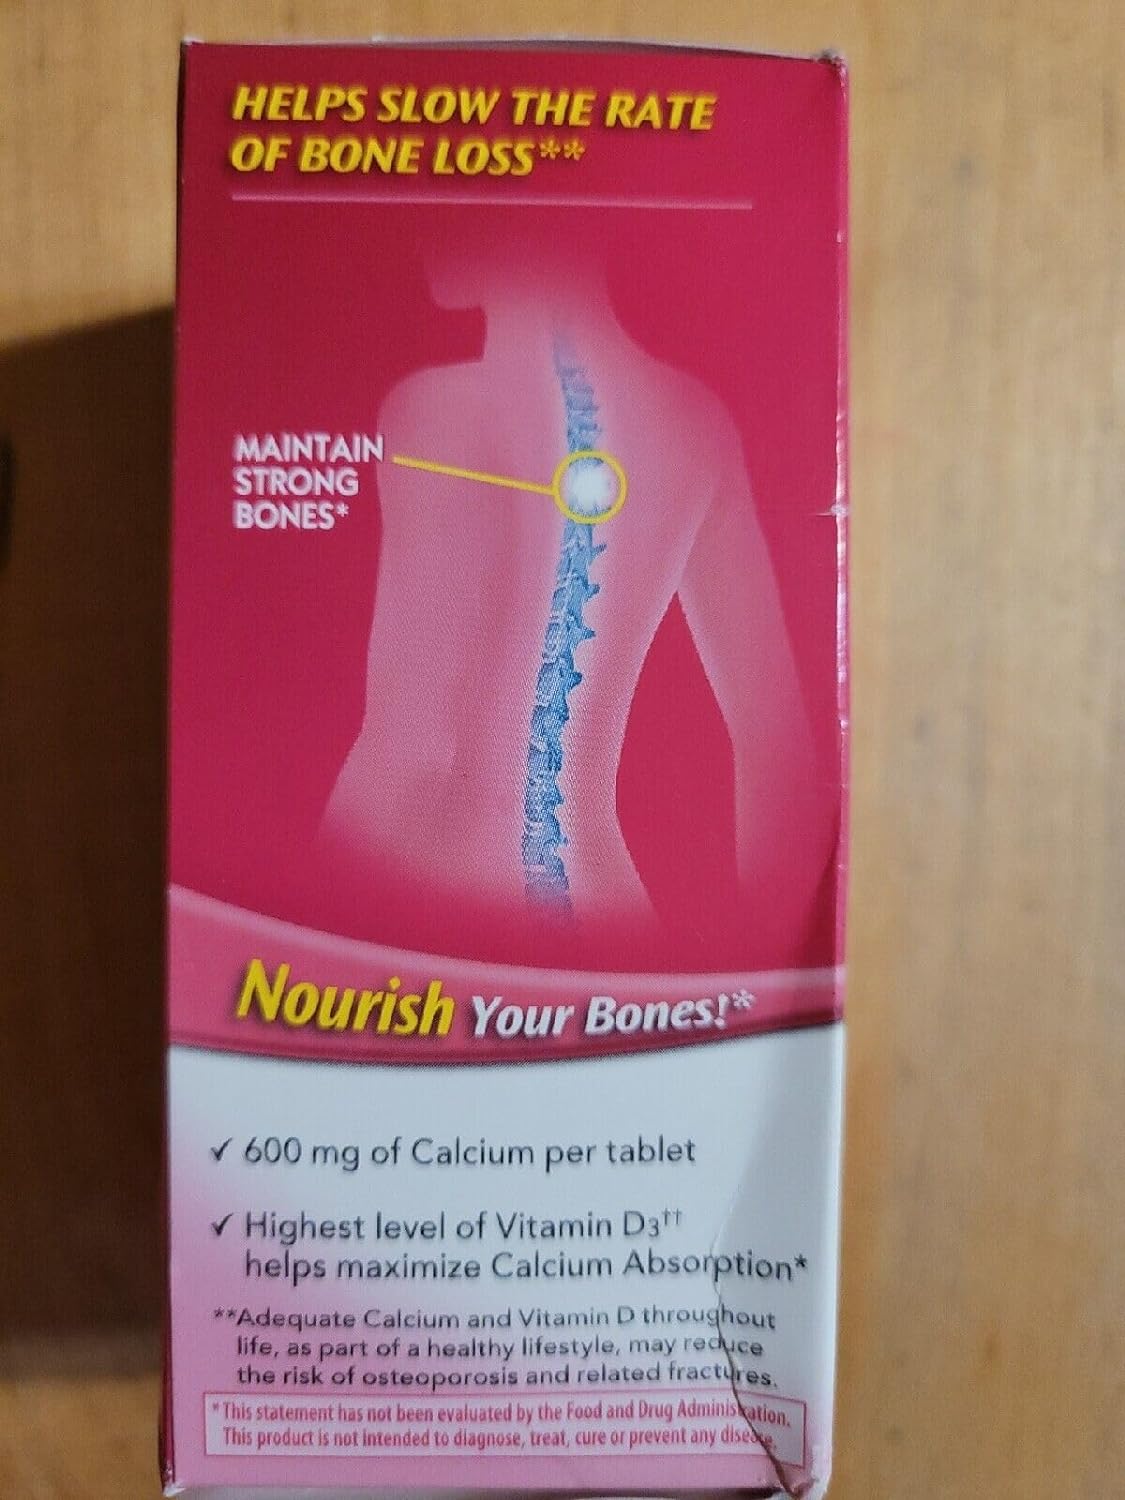 HELPS SLOW THE RATE
OF BONE LOSS**
MAINTAIN
STRONG
BONES*
Nourish Your Bones!*
✓ 600 mg of Calcium per tablet
✓ Highest level of Vitamin D3††
helps maximize Calcium Absorption*
**Adequate Calcium and Vitamin D throughout
life, as part of a healthy lifestyle, may reduce
the risk of osteoporosis and related fractures.
*This statement has not been evaluated by the Food and Drug Administration.
This product is not intended to diagnose, treat, cure or prevent any disease.